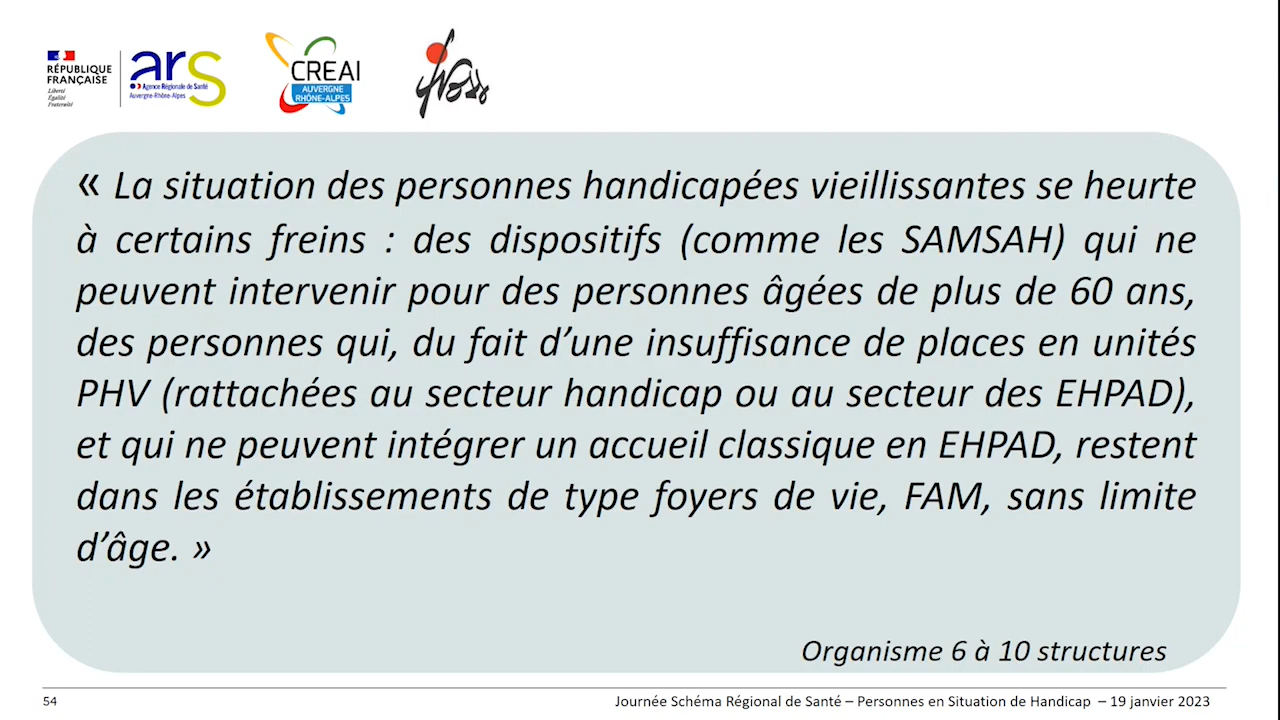 RÉPUBLIQUE
FRANÇAISE
Liberté
Égalité
Fraternité
ars
Agence Régionale de Santé
Auvergne-Rhône-Alpes
CREAI
AUVERGNE
RHÔNE-ALPES
« La situation des personnes handicapées vieillissantes se heurte
à certains freins : des dispositifs (comme les SAMSAH) qui ne
peuvent intervenir pour des personnes âgées de plus de 60 ans,
des personnes qui, du fait d’une insuffisance de places en unités
PHV (rattachées au secteur handicap ou au secteur des EHPAD),
et qui ne peuvent intégrer un accueil classique en EHPAD, restent
dans les établissements de type foyers de vie, FAM, sans limite
d’âge. »
Organisme 6 à 10 structures
54
Journée Schéma Régional de Santé – Personnes en Situation de Handicap – 19 janvier 2023